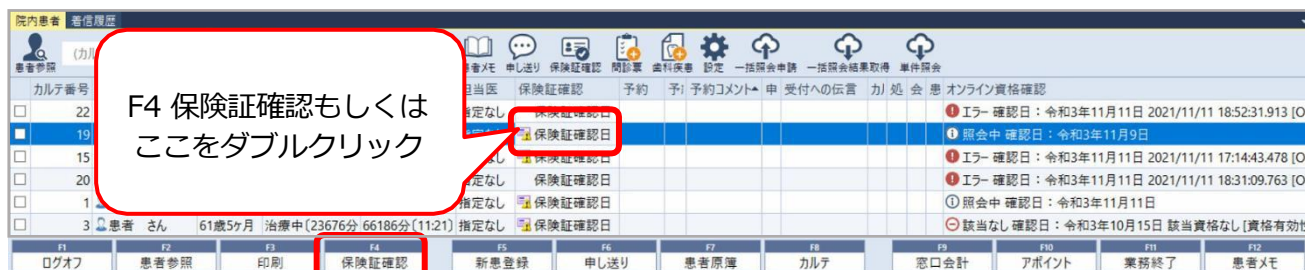 院内患者 着信履歴
(カル
患者参照 患者メモ 申し送り 保険証確認 問診票 歯科疾患 設定 一括照会申請 一括照会結果取得 単件照会
カルテ番号 担当医 保険証確認 予約 予約コメント 申 受付への伝言 カル 処 会 患 オンライン資格確認
F4 保険証確認もしくは
ここをダブルクリック
22 指定なし 保険証確認日 エラー 確認日:令和3年11月11日 2021/11/11 18:52:31.913 [O
19 保険証確認日 照会中 確認日:令和3年11月9日
15 指定なし 保険証確認日 エラー 確認日:令和3年11月11日 2021/11/11 17:14:43.478 [O
20 指定なし 保険証確認日 エラー 確認日:令和3年11月11日 2021/11/11 18:31:09.763 [O
1 指定なし 保険証確認日 照会中 確認日:令和3年11月11日
3 患者 さん 61歳5ヶ月 治療中(23676分 66186分(11:21) 指定なし 保険証確認日 該当なし 確認日:令和3年10月15日 該当資格なし [資格有効性
F1 F2 F3 F4 F5 F6 F7 F8 F9 F10 F11 F12
ログオフ 患者参照 印刷 保険証確認 新患登録 申し送り 患者原簿 カルテ 窓口会計 アポイント 業務終了 患者メモ